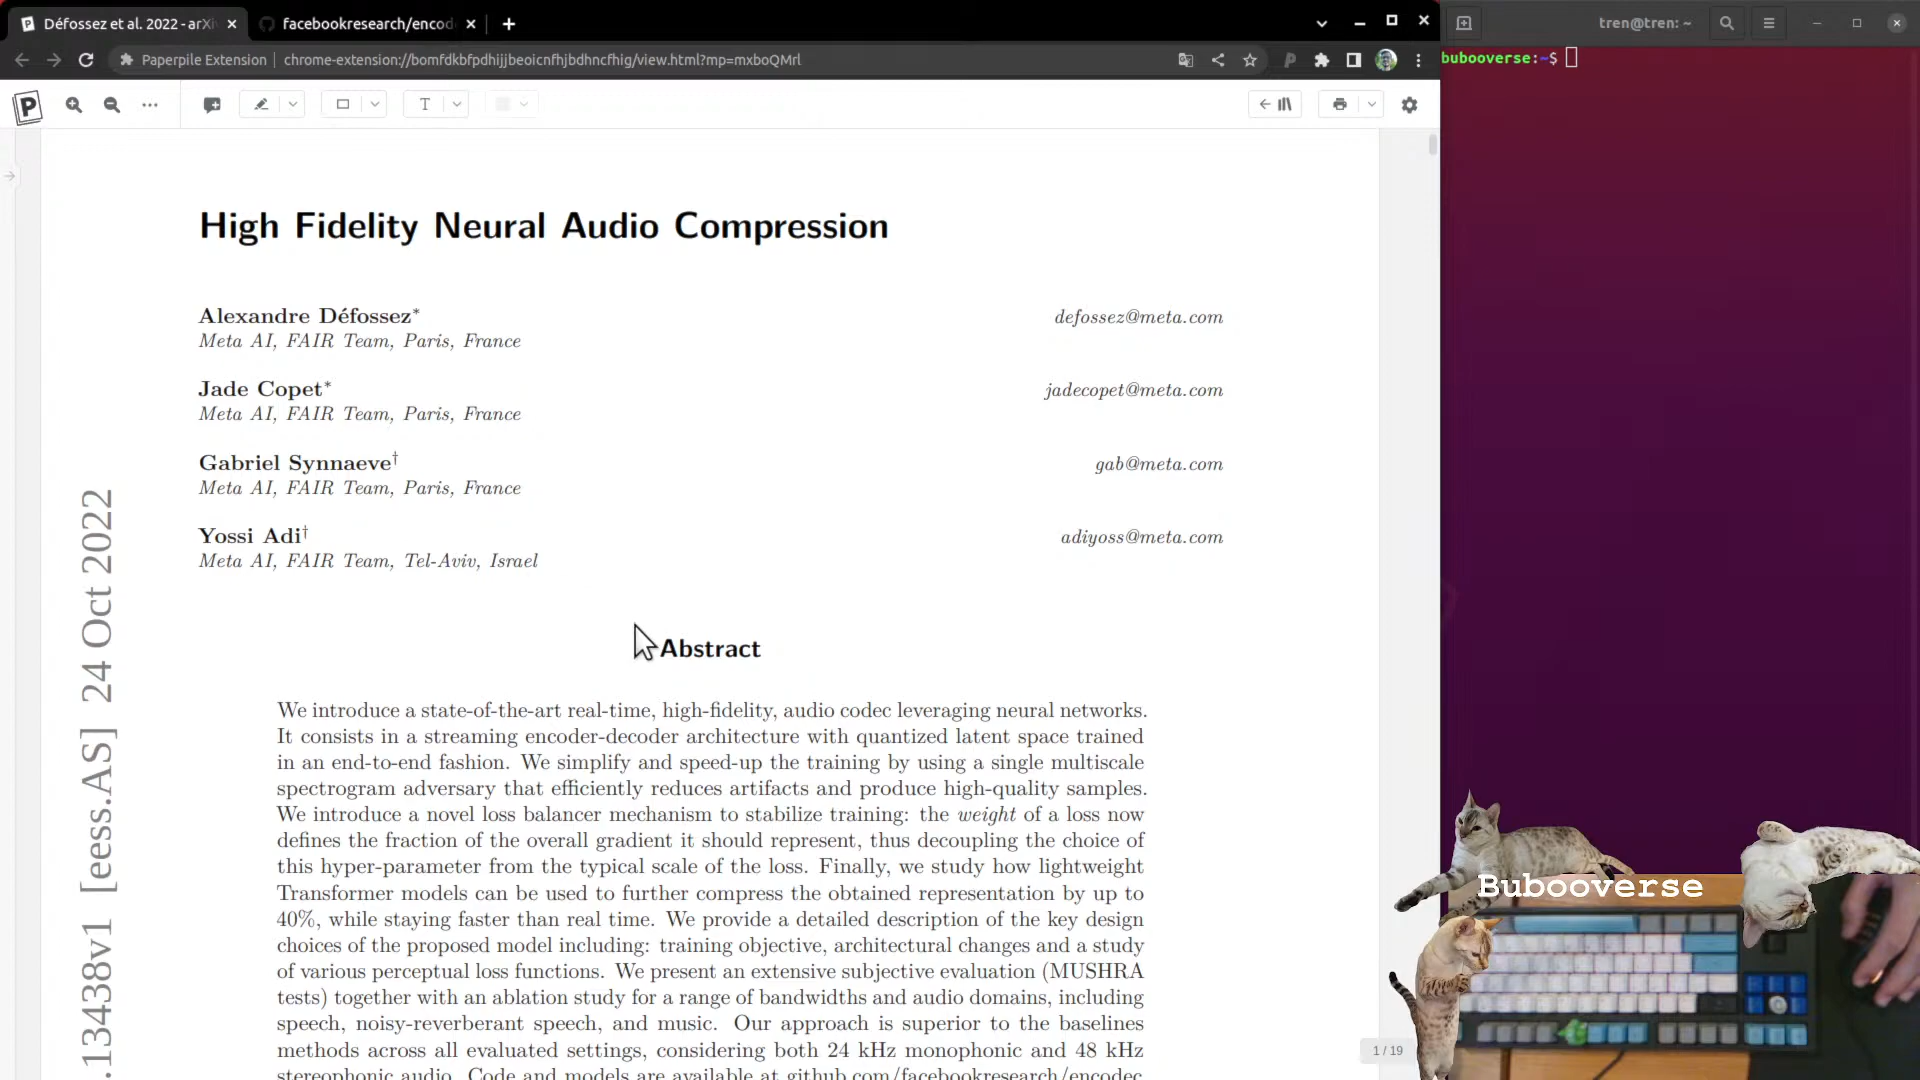 Défossez et al. 2022 - arXi
facebookresearch/encod
tren@tren: ~
Paperpile Extension
chrome-extension://bomfdkbfpdhijjbeoicnfhjbdhncfhig/view.html?mp=mxboQMrl
bubooverse:~$
P
T
High Fidelity Neural Audio Compression
Alexandre Défossez*
defossez@meta.com
Meta AI, FAIR Team, Paris, France
Jade Copet*
jadecopet@meta.com
Meta AI, FAIR Team, Paris, France
Gabriel Synnaeve†
gab@meta.com
Meta AI, FAIR Team, Paris, France
Yossi Adi†
adiyoss@meta.com
Meta AI, FAIR Team, Tel-Aviv, Israel
.13438v1 [eess.AS] 24 Oct 2022
Abstract
We introduce a state-of-the-art real-time, high-fidelity, audio codec leveraging neural networks.
It consists in a streaming encoder-decoder architecture with quantized latent space trained
in an end-to-end fashion. We simplify and speed-up the training by using a single multiscale
spectrogram adversary that efficiently reduces artifacts and produce high-quality samples.
We introduce a novel loss balancer mechanism to stabilize training: the weight of a loss now
defines the fraction of the overall gradient it should represent, thus decoupling the choice of
this hyper-parameter from the typical scale of the loss. Finally, we study how lightweight
Transformer models can be used to further compress the obtained representation by up to
40%, while staying faster than real time. We provide a detailed description of the key design
choices of the proposed model including: training objective, architectural changes and a study
of various perceptual loss functions. We present an extensive subjective evaluation (MUSHRA
tests) together with an ablation study for a range of bandwidths and audio domains, including
speech, noisy-reverberant speech, and music. Our approach is superior to the baselines
methods across all evaluated settings, considering both 24 kHz monophonic and 48 kHz
stereophonic audio. Code and models are available at github.com/facebookresearch/encodec
1 / 19
Bubooverse